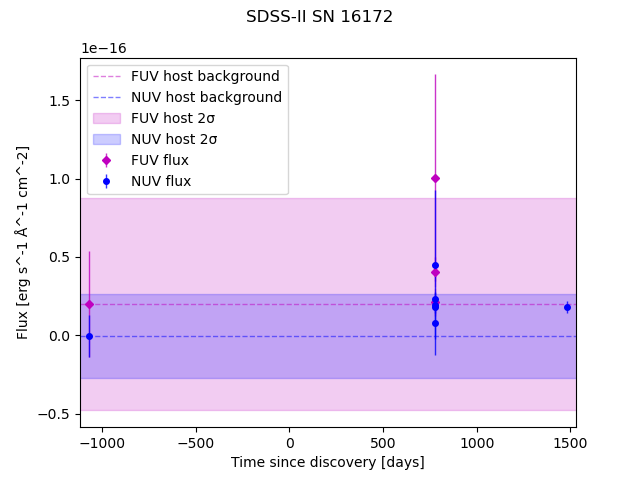 SDSS-II SN 16172
1e−16
FUV host background
NUV host background
FUV host 2σ
NUV host 2σ
FUV flux
NUV flux
1.5
1.0
0.5
0.0
−0.5
Flux [erg s^-1 Å^-1 cm^-2]
−1000 −500 0 500 1000 1500
Time since discovery [days]